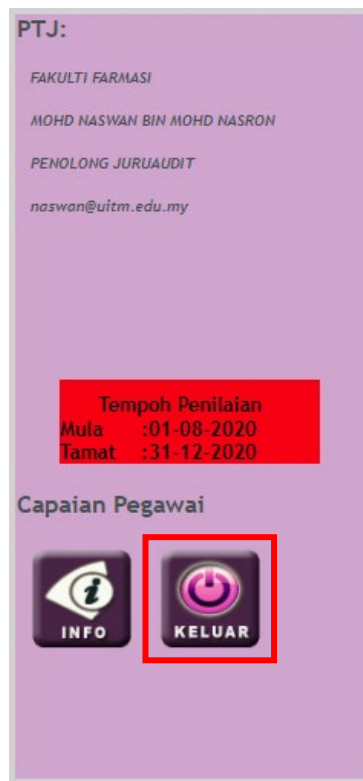 PTJ:
FAKULTI FARMASI
MOHD NASWAN BIN MOHD NASRON
PENOLONG JURUAUDIT
naswan@uitm.edu.my
Tempoh Penilaian
Mula :01-08-2020
Tamat :31-12-2020
Capaian Pegawai
INFO KELUAR